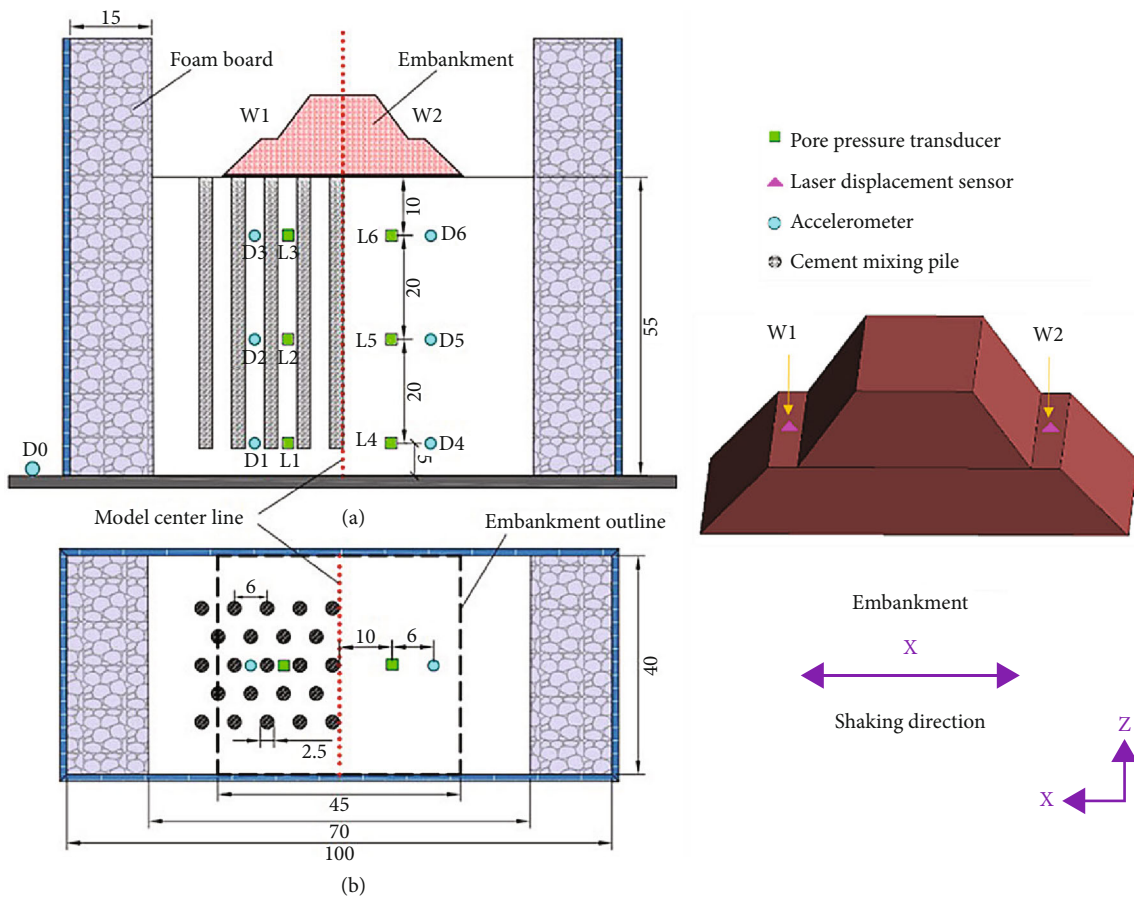 15
Foam board
Embankment
W1
W2
10
D3
L3
L6
D6
20
55
D2
L2
L5
D5
20
D0
D1
L1
L4
D4
5
Model center line
(a)
Embankment outline
6
10
6
40
2.5
45
70
100
(b)
Pore pressure transducer
Laser displacement sensor
Accelerometer
Cement mixing pile
W1
W2
Embankment
X
Shaking direction
Z
X